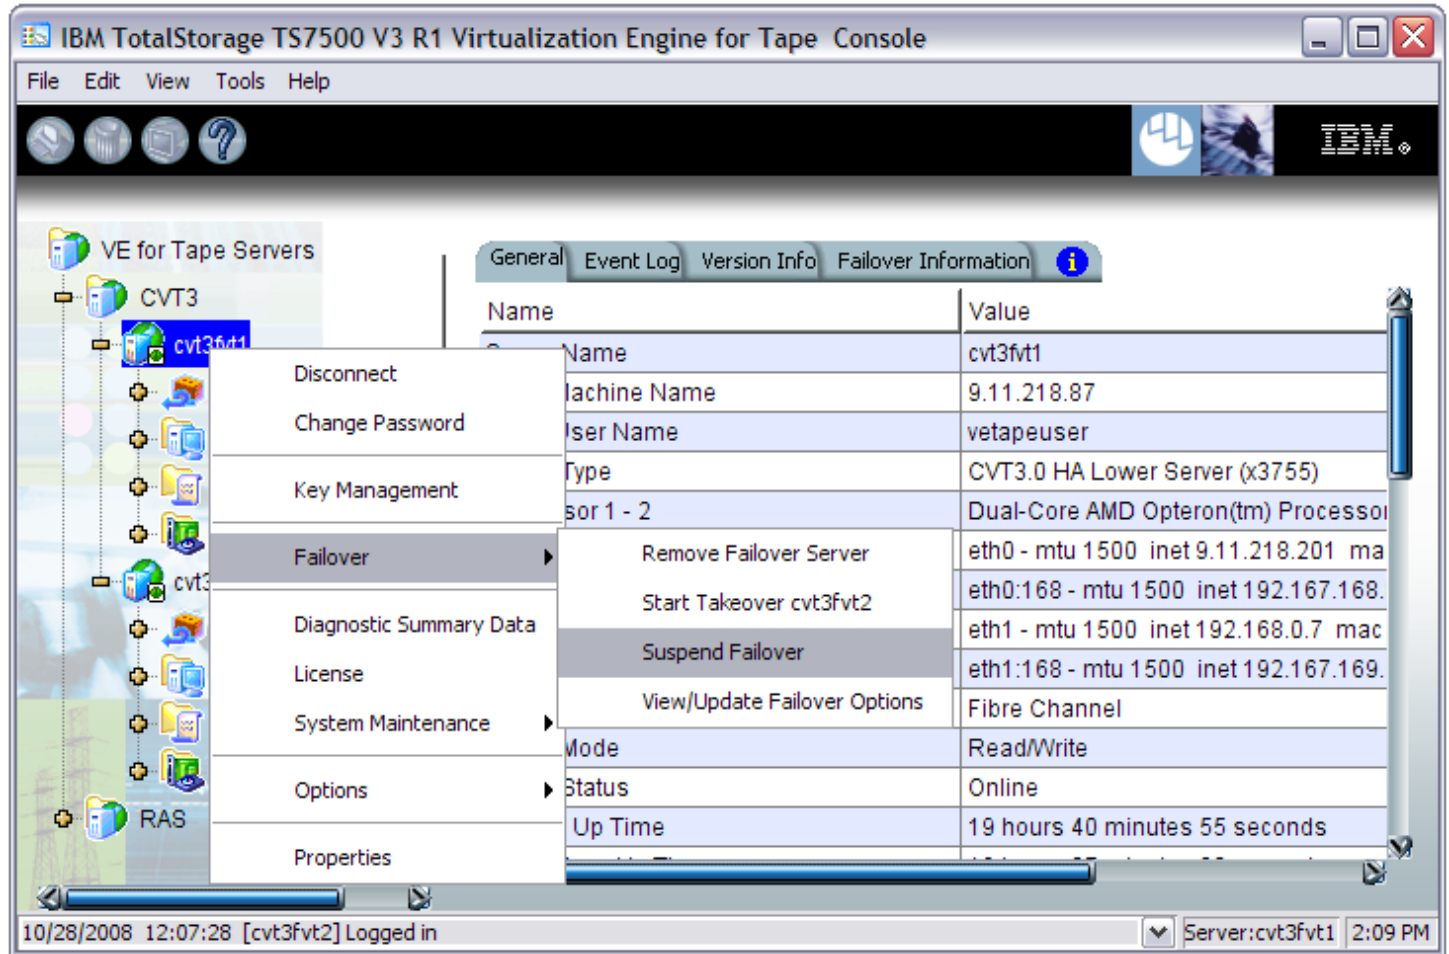 IBM TotalStorage TS7500 V3 R1 Virtualization Engine for Tape Console
File Edit View Tools Help
IBM®
VE for Tape Servers
CVT3
cvt3fvt1
cvt3
RAS
Disconnect
Change Password
Key Management
Failover
Diagnostic Summary Data
License
System Maintenance
Options
Properties
Remove Failover Server
Start Takeover cvt3fvt2
Suspend Failover
View/Update Failover Options
General Event Log Version Info Failover Information
Name Value
Name cvt3fvt1
Machine Name 9.11.218.87
User Name vetapeuser
Type CVT3.0 HA Lower Server (x3755)
sor 1 - 2 Dual-Core AMD Opteron(tm) Processor
eth0 - mtu 1500 inet 9.11.218.201 ma
eth0:168 - mtu 1500 inet 192.167.168.
eth1 - mtu 1500 inet 192.168.0.7 mac
eth1:168 - mtu 1500 inet 192.167.169.
Fibre Channel
Mode Read/Write
Status Online
Up Time 19 hours 40 minutes 55 seconds
10/28/2008 12:07:28 [cvt3fvt2] Logged in
Server:cvt3fvt1 2:09 PM